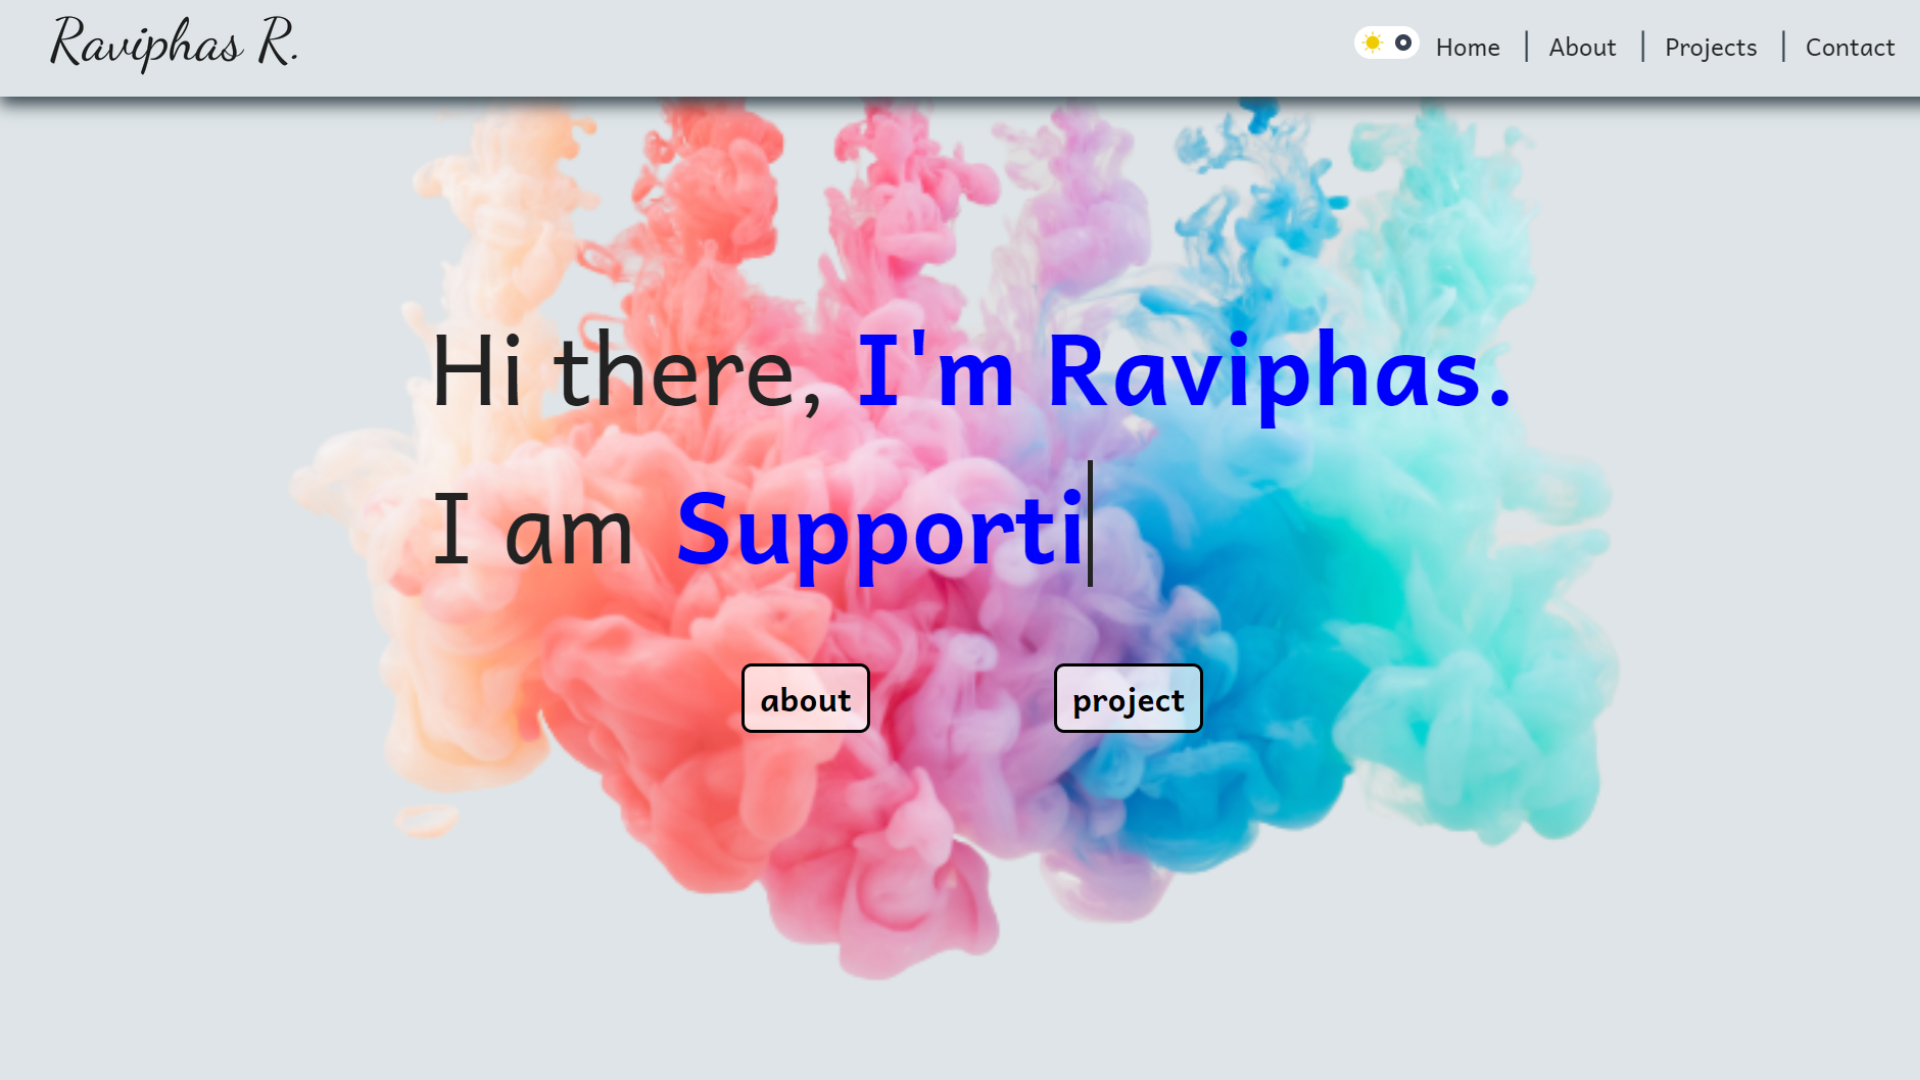 Raviphas R.
Home
About
Projects
Contact
Hi there, I'm Raviphas.
I am Supporti
about
project